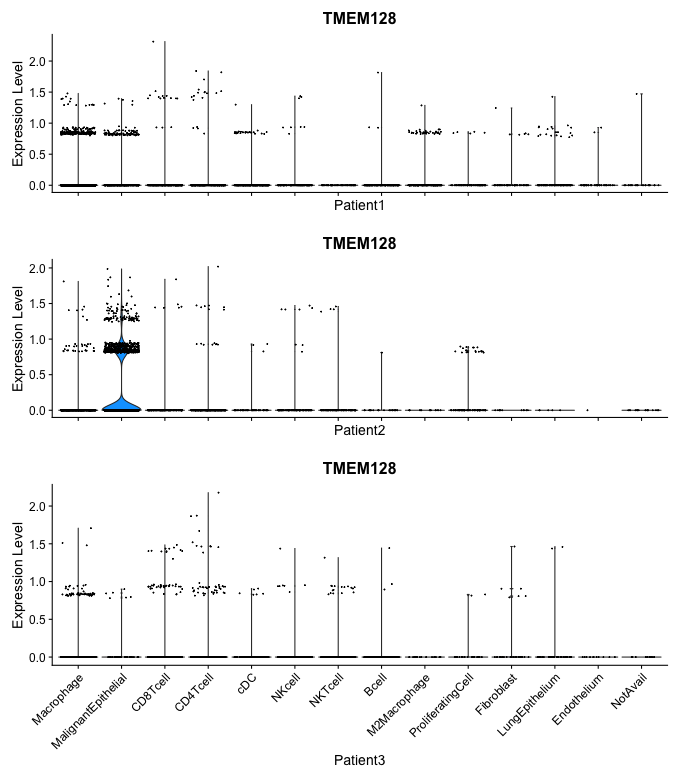 TMEM128
Expression Level
2.0
1.5
1.0
0.5
0.0
Patient1
TMEM128
Expression Level
2.0
1.5
1.0
0.5
0.0
Patient2
TMEM128
Expression Level
2.0
1.5
1.0
0.5
0.0
Macrophage
MalignantEpithelial
CD8Tcell
CD4Tcell
cDC
NKcell
NKTcell
Bcell
M2Macrophage
ProliferatingCell
Fibroblast
LungEpithelium
Endothelium
NotAvail
Patient3